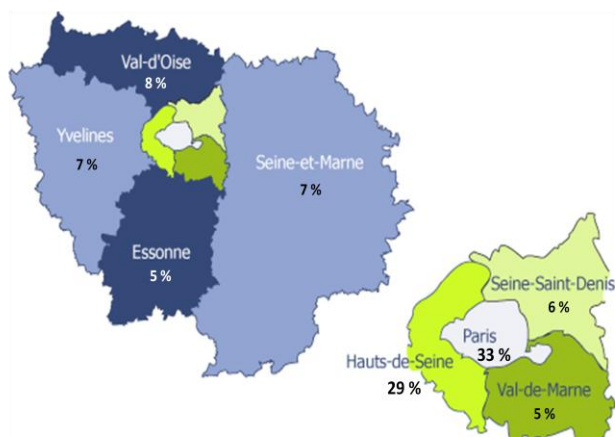 Val-d'Oise
8 %
Yvelines
7 %
Seine-et-Marne
7 %
Essonne
5 %
Seine-Saint-Denis
6 %
Paris
33 %
Hauts-de-Seine
29 %
Val-de-Marne
5 %